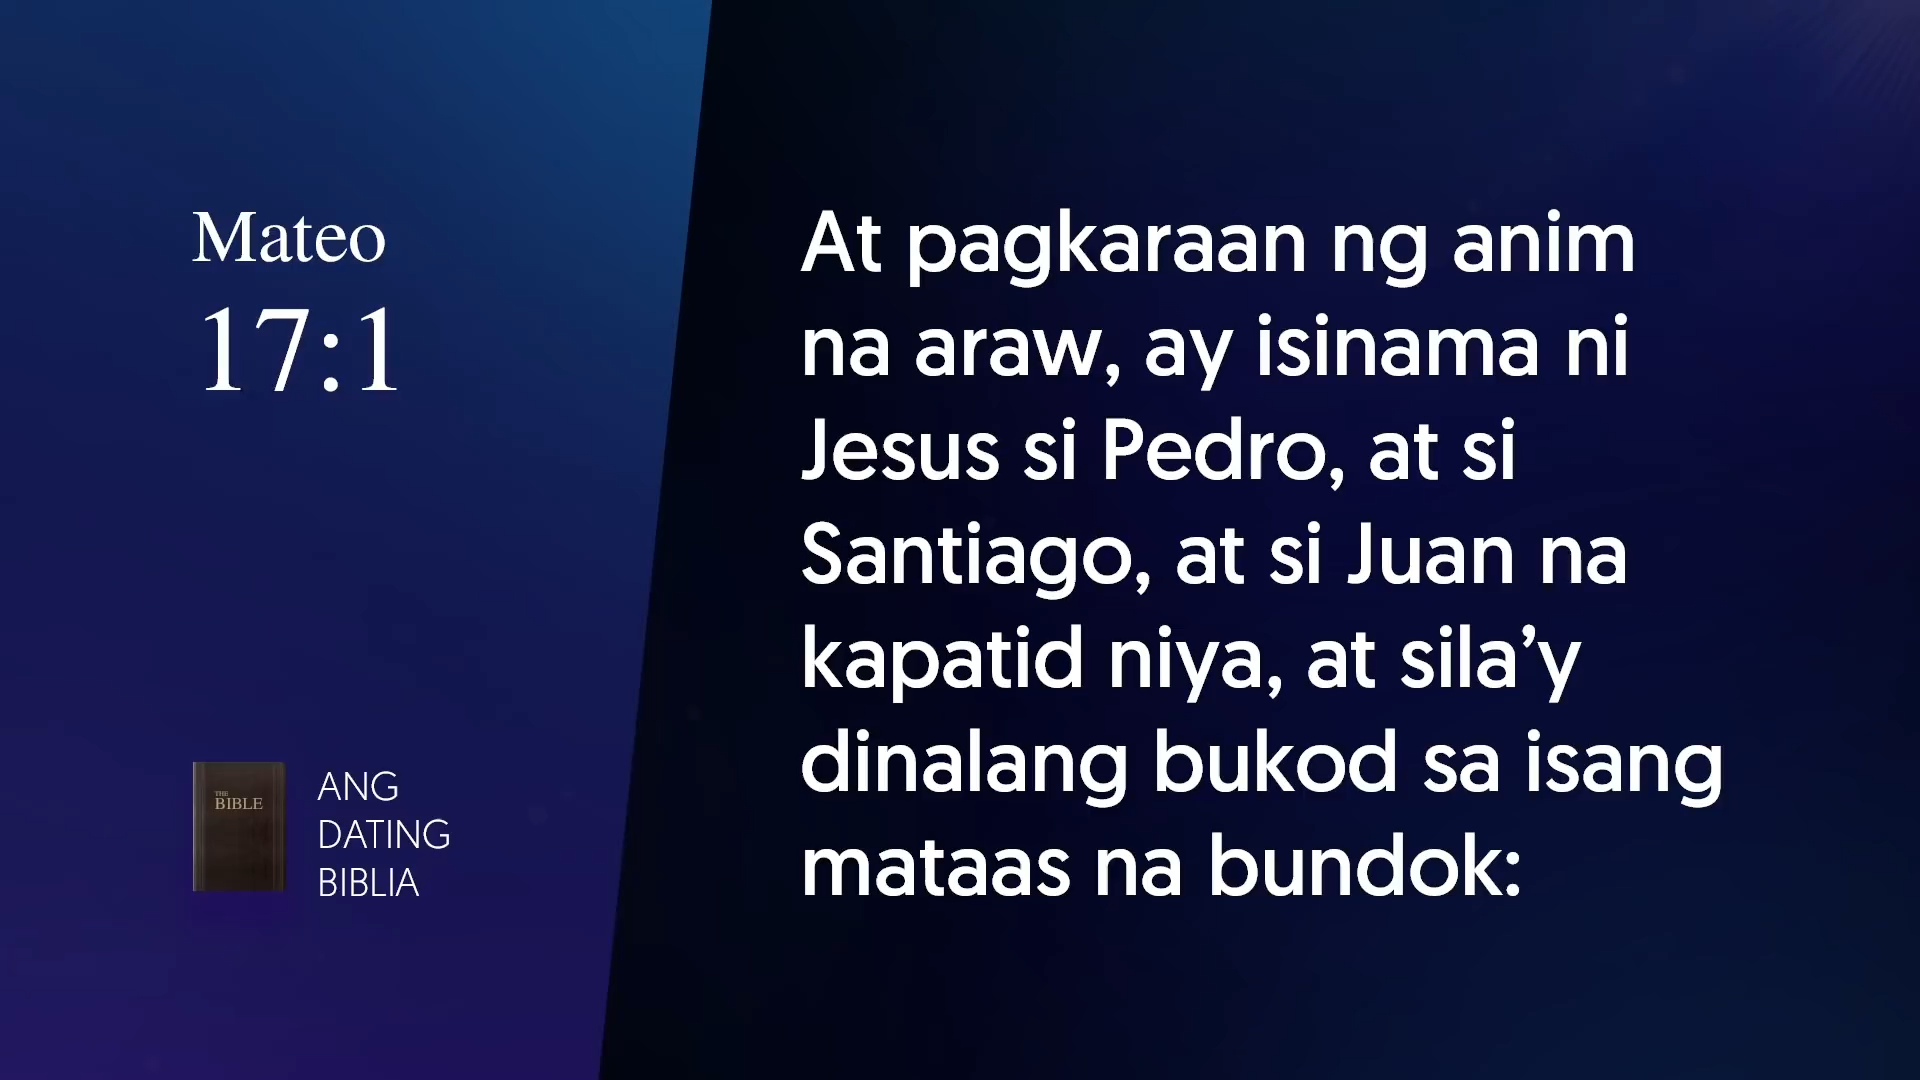 Mateo
17:1
THE
BIBLE
ANG
DATING
BIBLIA
At pagkaraan ng anim
na araw, ay isinama ni
Jesus si Pedro, at si
Santiago, at si Juan na
kapatid niya, at sila’y
dinalang bukod sa isang
mataas na bundok: